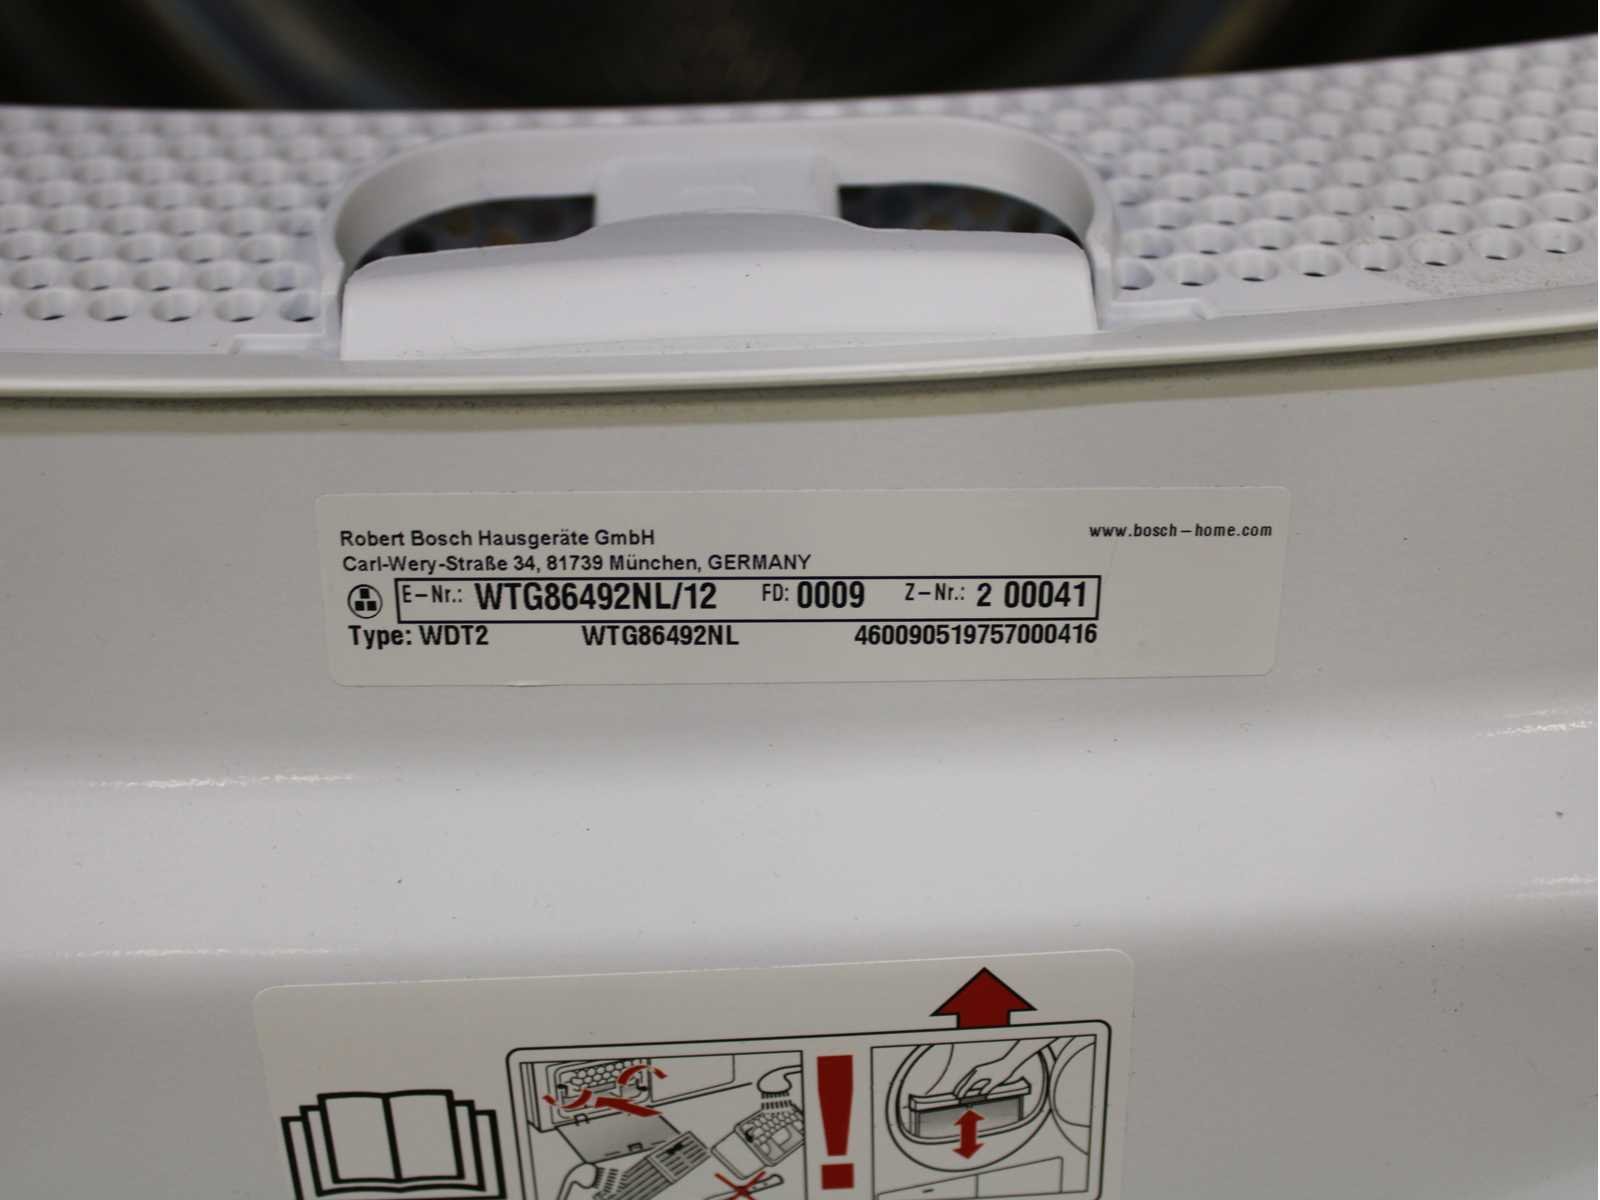 Robert Bosch Hausgeräte GmbH
www.bosch-home.com
Carl-Wery-Straße 34, 81739 München, GERMANY
E-Nr.: WTG86492NL/12 FD: 0009 Z-Nr.: 2 00041
Type: WDT2 WTG86492NL 460090519757000416